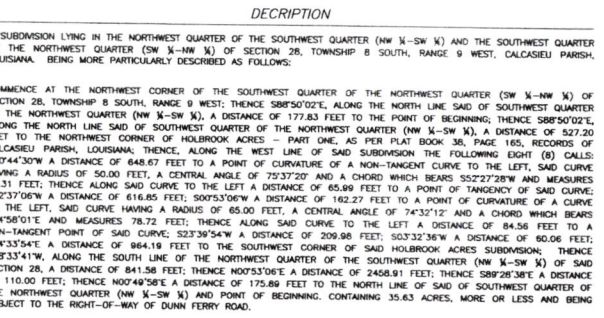 DECRIPTION
SUBDIVISION LYING IN THE NORTHWEST QUARTER OF THE SOUTHWEST QUARTER (NW ¼-SW ¼) AND THE SOUTHWEST QUARTER
THE NORTHWEST QUARTER (SW ¼-NW ¼) OF SECTION 28, TOWNSHIP 8 SOUTH, RANGE 9 WEST, CALCASIEU PARISH,
UISIANA. BEING MORE PARTICULARLY DESCRIBED AS FOLLOWS:
MMENCE AT THE NORTHWEST CORNER OF THE SOUTHWEST QUARTER OF THE NORTHWEST QUARTER (SW ¼-NW ¼) OF
CTION 28, TOWNSHIP 8 SOUTH, RANGE 9 WEST; THENCE S88°50'02"E, ALONG THE NORTH LINE SAID OF SOUTHWEST QUARTER
THE NORTHWEST QUARTER (NW ¼-SW ¼), A DISTANCE OF 177.83 FEET TO THE POINT OF BEGINNING; THENCE S88°50'02"E,
ONG THE NORTH LINE SAID OF SOUTHWEST QUARTER OF THE NORTHWEST QUARTER (NW ¼-SW ¼), A DISTANCE OF 527.20
ET TO THE NORTHWEST CORNER OF HOLBROOK ACRES - PART ONE, AS PER PLAT BOOK 38, PAGE 165, RECORDS OF
LCASIEU PARISH, LOUISIANA; THENCE, ALONG THE WEST LINE OF SAID SUBDIVISION THE FOLLOWING EIGHT (8) CALLS:
0°44'30"W A DISTANCE OF 648.67 FEET TO A POINT OF CURVATURE OF A NON-TANGENT CURVE TO THE LEFT, SAID CURVE
VING A RADIUS OF 50.00 FEET, A CENTRAL ANGLE OF 75°37'20" AND A CHORD WHICH BEARS S52°27'28"W AND MEASURES
.31 FEET; THENCE ALONG SAID CURVE TO THE LEFT A DISTANCE OF 65.99 FEET TO A POINT OF TANGENCY OF SAID CURVE;
2°37'06"W A DISTANCE OF 616.85 FEET; S00°53'06"W A DISTANCE OF 162.27 FEET TO A POINT OF CURVATURE OF A CURVE
THE LEFT, SAID CURVE HAVING A RADIUS OF 65.00 FEET, A CENTRAL ANGLE OF 74°32'12" AND A CHORD WHICH BEARS
°58'01"E AND MEASURES 78.72 FEET; THENCE ALONG SAID CURVE TO THE LEFT A DISTANCE OF 84.56 FEET TO A
N-TANGENT POINT OF SAID CURVE; S23°39'54"W A DISTANCE OF 209.98 FEET; S03°32'36"W A DISTANCE OF 60.06 FEET;
°33'54"E A DISTANCE OF 964.19 FEET TO THE SOUTHWEST CORNER OF SAID HOLBROOK ACRES SUBDIVISION; THENCE
°33'41"W, ALONG THE SOUTH LINE OF THE NORTHWEST QUARTER OF THE SOUTHWEST QUARTER (NW ¼-SW ¼) OF SAID
CTION 28, A DISTANCE OF 841.58 FEET; THENCE N00°53'06"E A DISTANCE OF 2458.91 FEET; THENCE S89°28'38"E A DISTANCE
110.00 FEET; THENCE N00°49'58"E A DISTANCE OF 175.89 FEET TO THE NORTH LINE OF SAID OF SOUTHWEST QUARTER OF
E NORTHWEST QUARTER (NW ¼-SW ¼) AND POINT OF BEGINNING. CONTAINING 35.63 ACRES, MORE OR LESS AND BEING
BJECT TO THE RIGHT-OF-WAY OF DUNN FERRY ROAD.